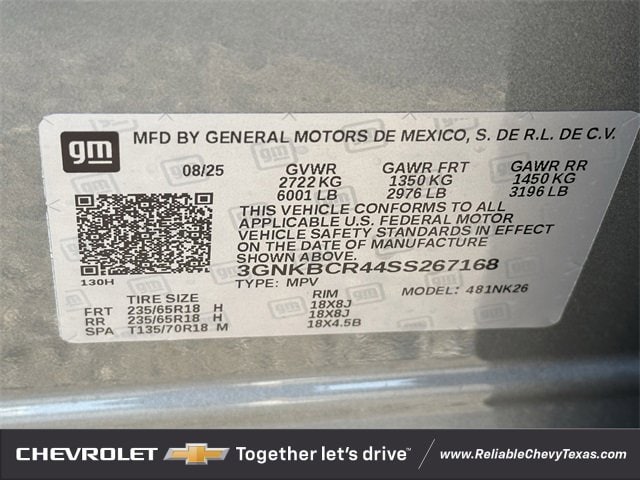 gm
MFD BY GENERAL MOTORS DE MEXICO, S. DE R.L. DE C.V.
08/25 GVWR GAWR FRT GAWR RR
2722 KG 1350 KG 1450 KG
6001 LB 2976 LB 3196 LB
THIS VEHICLE CONFORMS TO ALL
APPLICABLE U.S. FEDERAL MOTOR
VEHICLE SAFETY STANDARDS IN EFFECT
ON THE DATE OF MANUFACTURE
SHOWN ABOVE.
3GNKBCR44SS267168
130H
TYPE: MPV MODEL: 481NK26
TIRE SIZE RIM
FRT 235/65R18 H 18X8J
RR 235/65R18 H 18X8J
SPA T135/70R18 M 18X4.5B
CHEVROLET Together let's drive™ www.ReliableChevyTexas.com